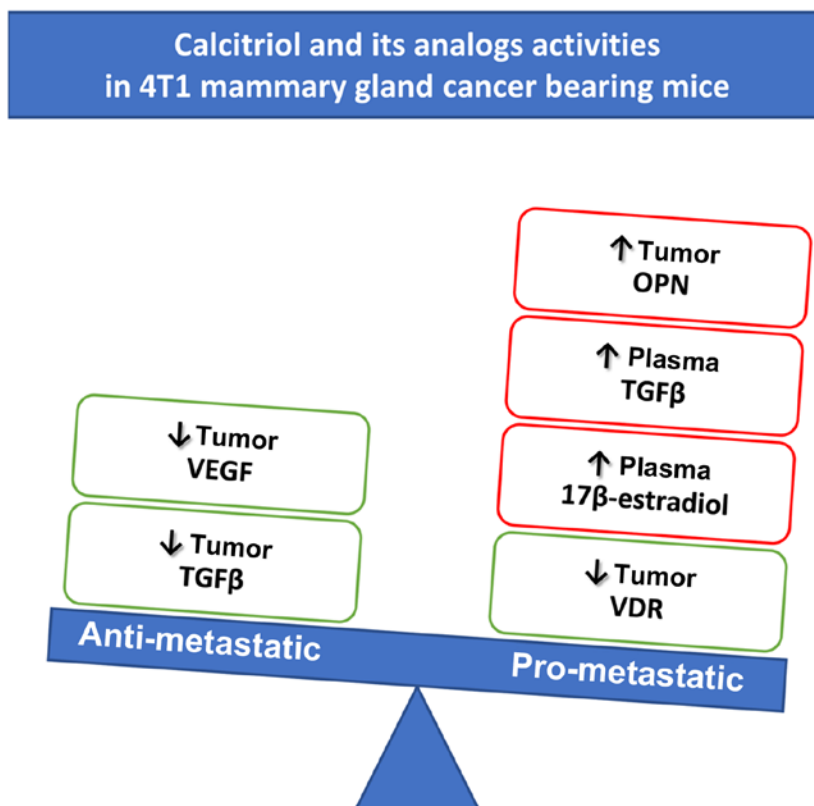 Calcitriol and its analogs activities
in 4T1 mammary gland cancer bearing mice
↑ Tumor
OPN
↑ Plasma
TGFβ
↑ Plasma
17β-estradiol
↓ Tumor
VDR
↓ Tumor
VEGF
↓ Tumor
TGFβ
Anti-metastatic
Pro-metastatic